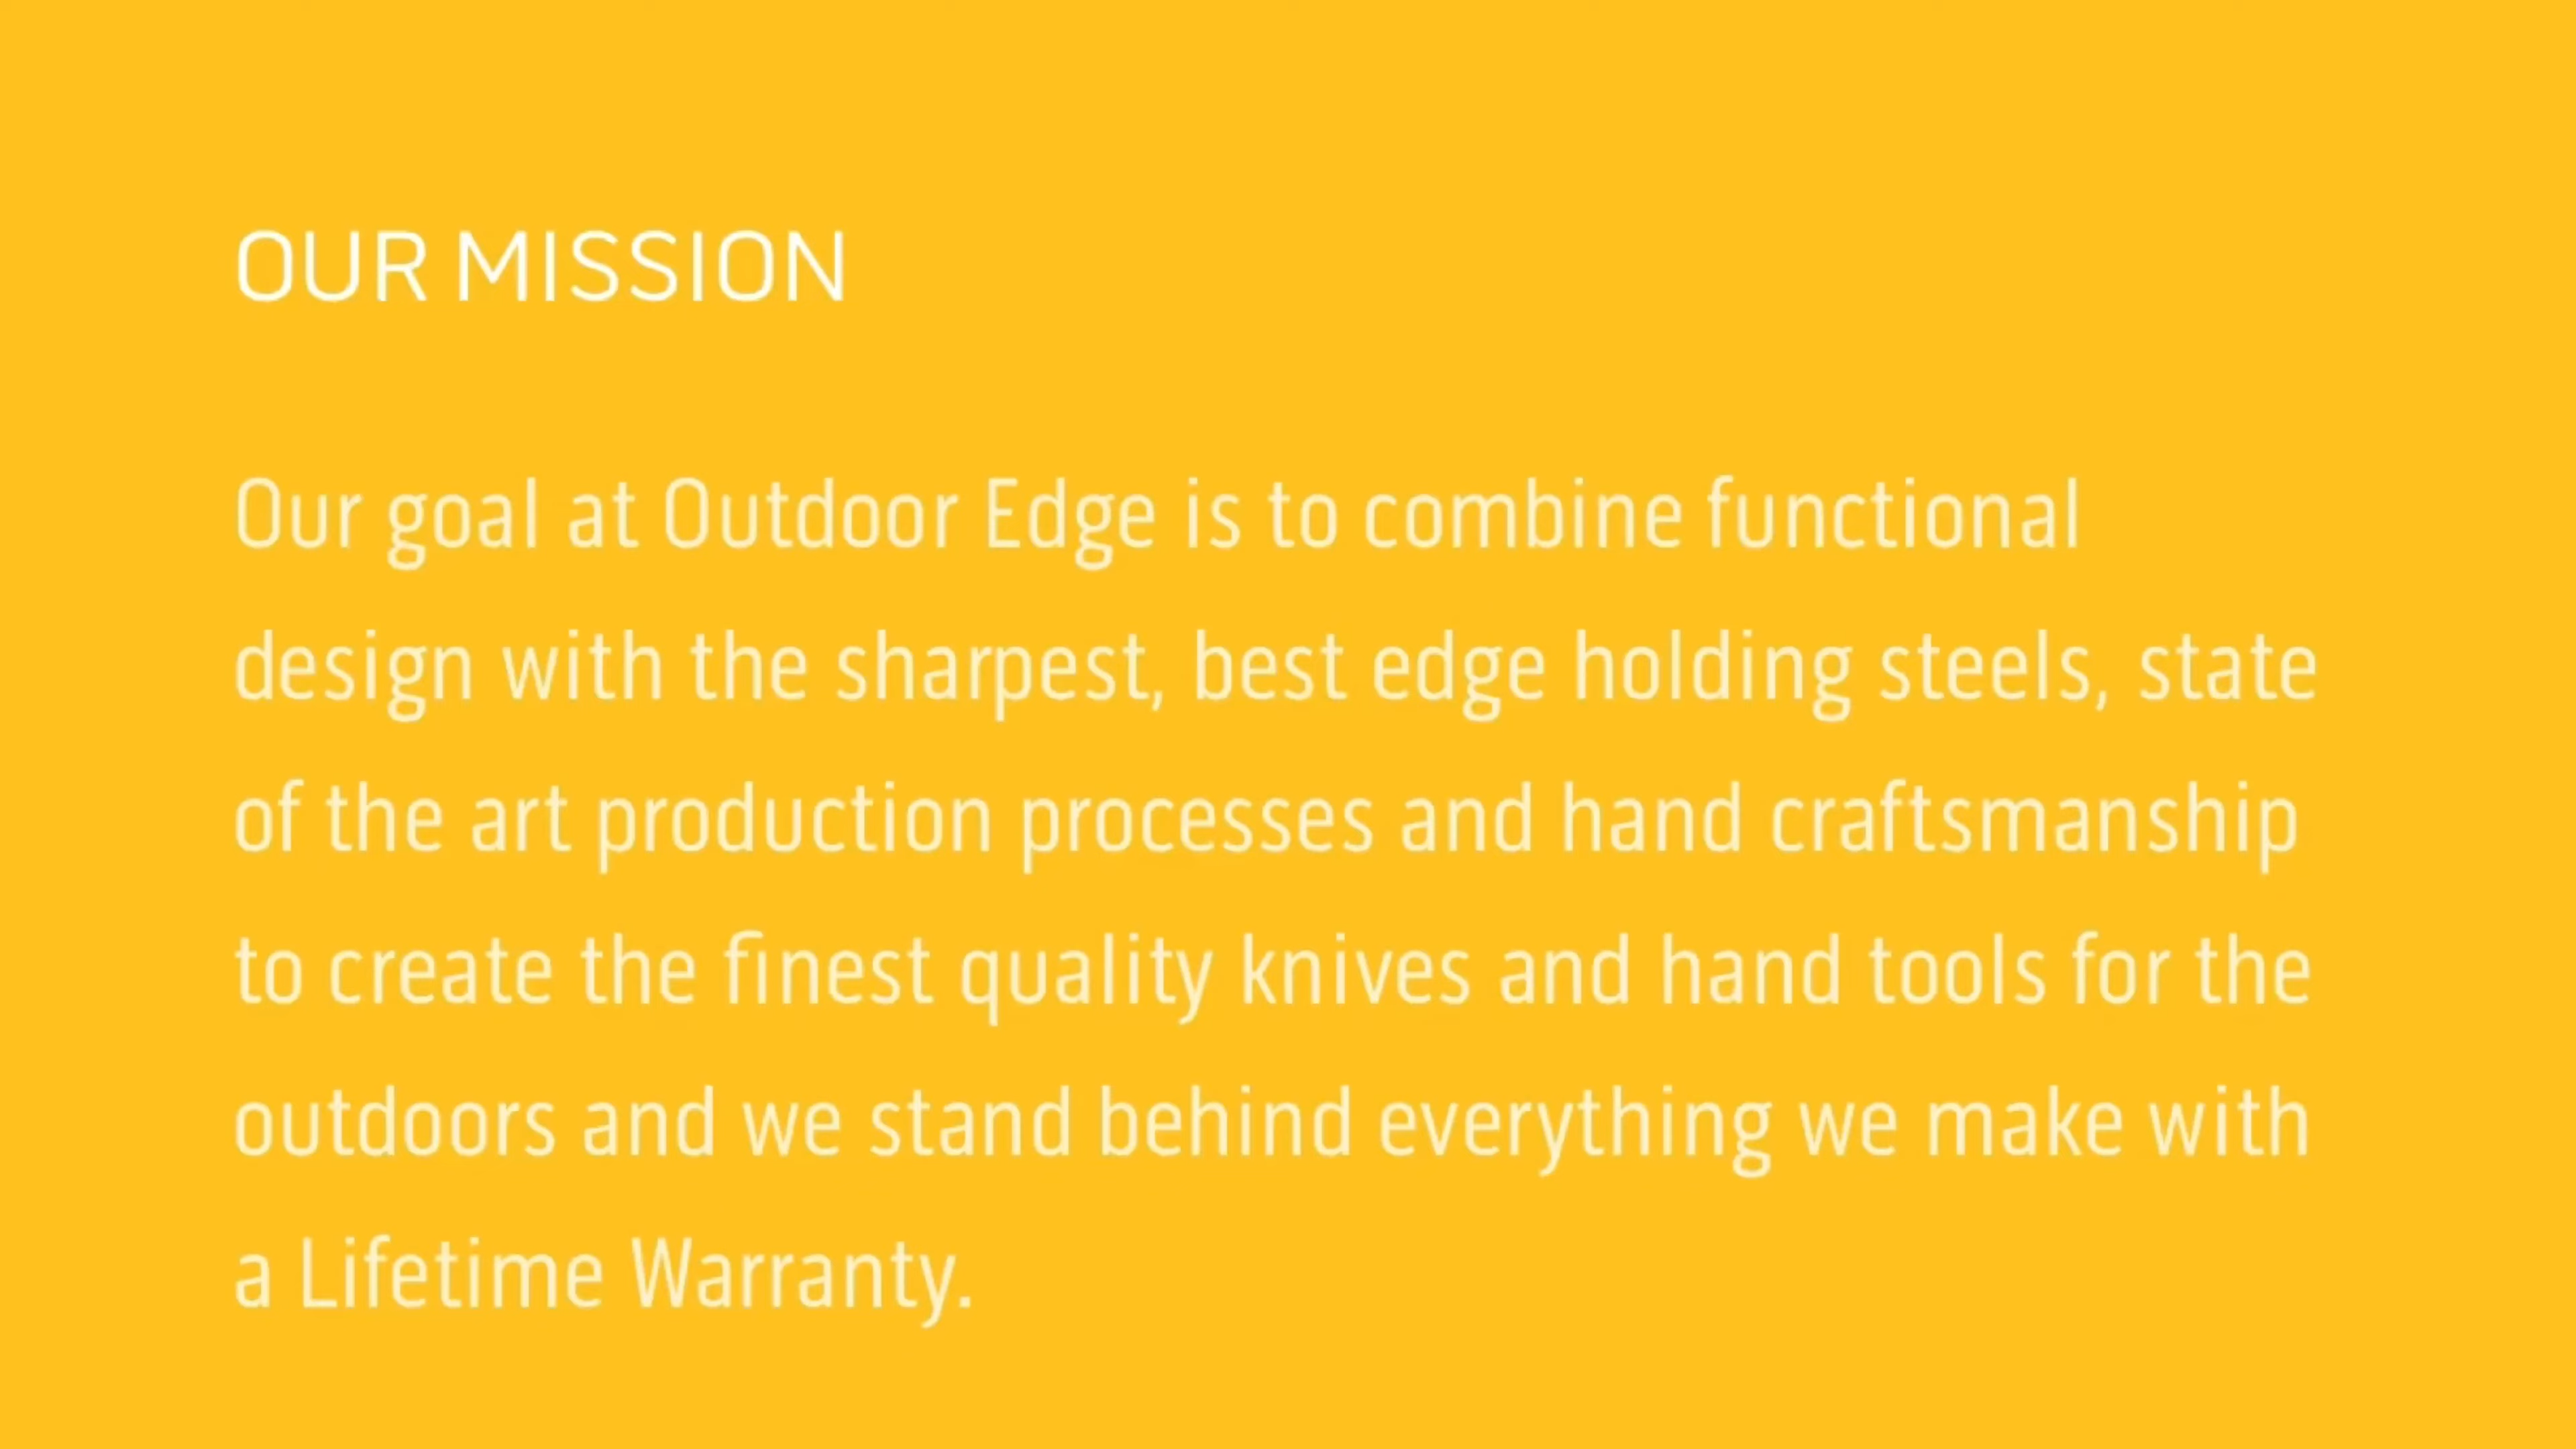 OUR MISSION
Our goal at Outdoor Edge is to combine functional
design with the sharpest, best edge holding steels, state
of the art production processes and hand craftsmanship
to create the finest quality knives and hand tools for the
outdoors and we stand behind everything we make with
a Lifetime Warranty.